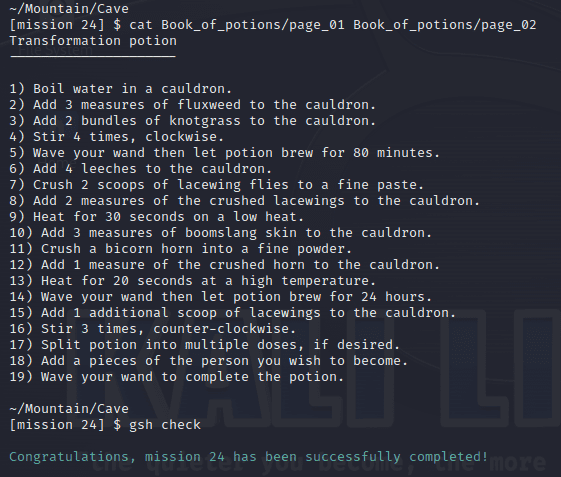 ~/Mountain/Cave
[mission 24] $ cat Book_of_potions/page_01 Book_of_potions/page_02
Transformation potion
---------------------
1) Boil water in a cauldron.
2) Add 3 measures of fluxweed to the cauldron.
3) Add 2 bundles of knotgrass to the cauldron.
4) Stir 4 times, clockwise.
5) Wave your wand then let potion brew for 80 minutes.
6) Add 4 leeches to the cauldron.
7) Crush 2 scoops of lacewing flies to a fine paste.
8) Add 2 measures of the crushed lacewings to the cauldron.
9) Heat for 30 seconds on a low heat.
10) Add 3 measures of boomslang skin to the cauldron.
11) Crush a bicorn horn into a fine powder.
12) Add 1 measure of the crushed horn to the cauldron.
13) Heat for 20 seconds at a high temperature.
14) Wave your wand then let potion brew for 24 hours.
15) Add 1 additional scoop of lacewings to the cauldron.
16) Stir 3 times, counter-clockwise.
17) Split potion into multiple doses, if desired.
18) Add a pieces of the person you wish to become.
19) Wave your wand to complete the potion.
~/Mountain/Cave
[mission 24] $ gsh check
KALI LI
Congratulations, mission 24 has been successfully completed!
the quieter you become, the more